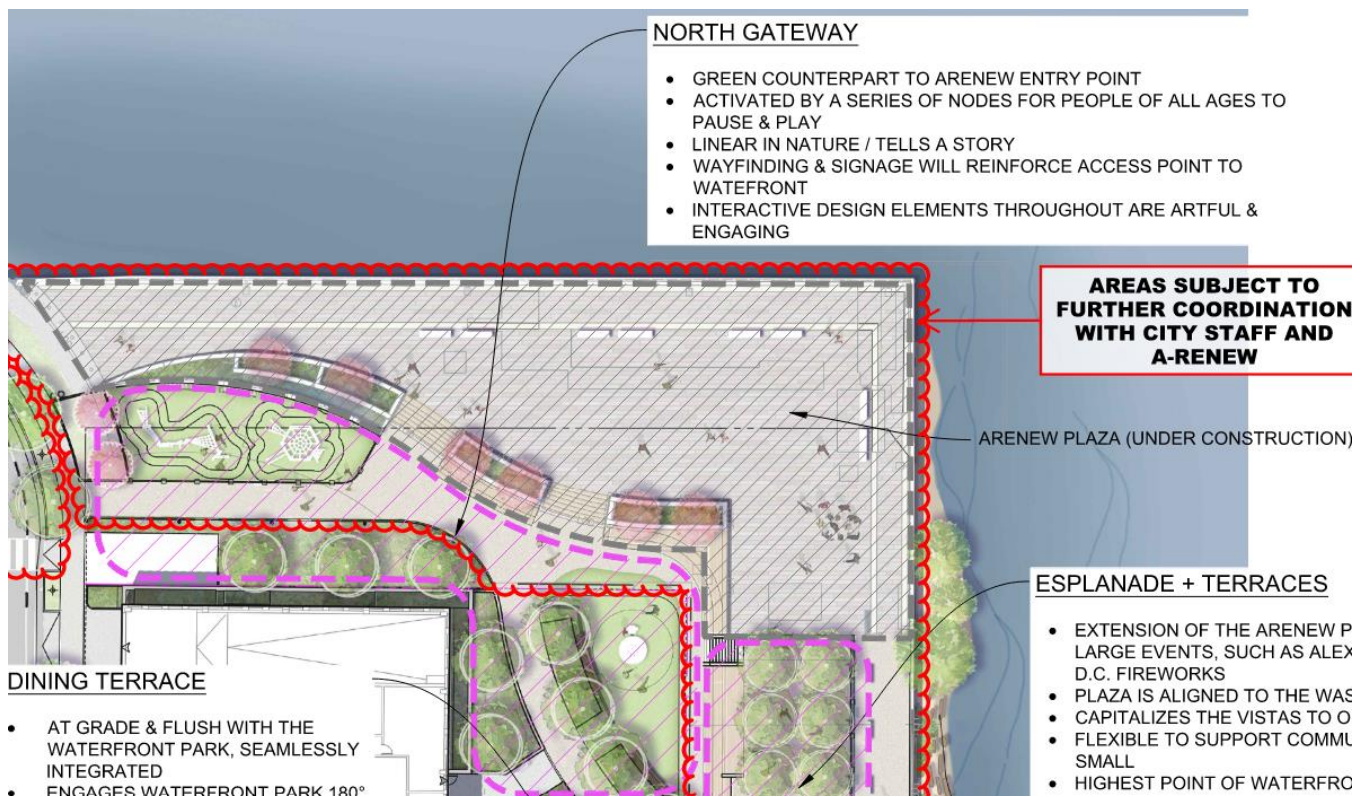 NORTH GATEWAY
• GREEN COUNTERPART TO ARENEW ENTRY POINT
• ACTIVATED BY A SERIES OF NODES FOR PEOPLE OF ALL AGES TO
PAUSE & PLAY
• LINEAR IN NATURE / TELLS A STORY
• WAYFINDING & SIGNAGE WILL REINFORCE ACCESS POINT TO
WATEFRONT
• INTERACTIVE DESIGN ELEMENTS THROUGHOUT ARE ARTFUL &
ENGAGING
AREAS SUBJECT TO
FURTHER COORDINATION
WITH CITY STAFF AND
A-RENEW
ARENEW PLAZA (UNDER CONSTRUCTION)
ESPLANADE + TERRACES
• EXTENSION OF THE ARENEW P
LARGE EVENTS, SUCH AS ALEX
D.C. FIREWORKS
• PLAZA IS ALIGNED TO THE WAS
• CAPITALIZES THE VISTAS TO O
• FLEXIBLE TO SUPPORT COMMU
SMALL
• HIGHEST POINT OF WATERFRO
DINING TERRACE
• AT GRADE & FLUSH WITH THE
WATERFRONT PARK, SEAMLESSLY
INTEGRATED
• ENGAGES WATERFRONT PARK 180°